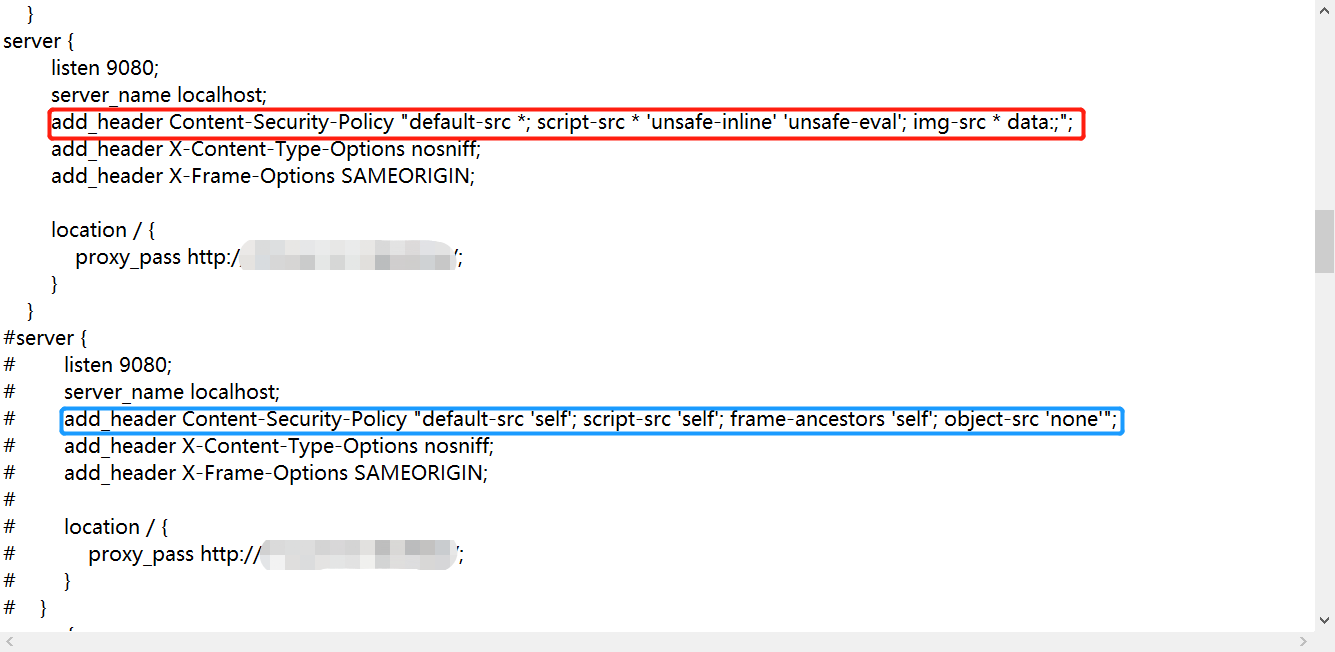 }
server {
listen 9080;
server_name localhost;
add_header Content-Security-Policy "default-src *; script-src * 'unsafe-inline' 'unsafe-eval'; img-src * data:;";
add_header X-Content-Type-Options nosniff;
add_header X-Frame-Options SAMEORIGIN;
location / {
proxy_pass http:/ /;
}
}
#server {
# listen 9080;
# server_name localhost;
# add_header Content-Security-Policy "default-src 'self'; script-src 'self'; frame-ancestors 'self'; object-src 'none'";
# add_header X-Content-Type-Options nosniff;
# add_header X-Frame-Options SAMEORIGIN;
#
# location / {
# proxy_pass http:// ;
# }
# }